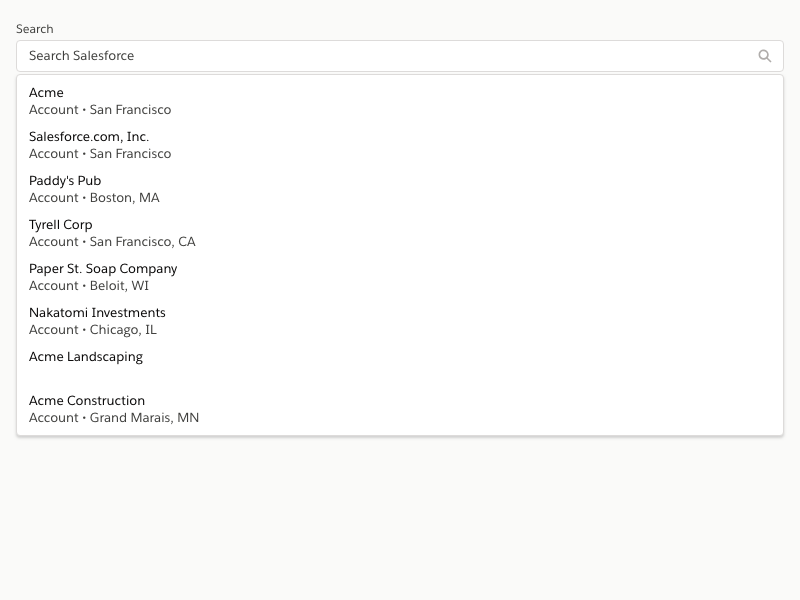 Search
Search Salesforce
Acme
Account • San Francisco
Salesforce.com, Inc.
Account • San Francisco
Paddy's Pub
Account • Boston, MA
Tyrell Corp
Account • San Francisco, CA
Paper St. Soap Company
Account • Beloit, WI
Nakatomi Investments
Account • Chicago, IL
Acme Landscaping
Acme Construction
Account • Grand Marais, MN